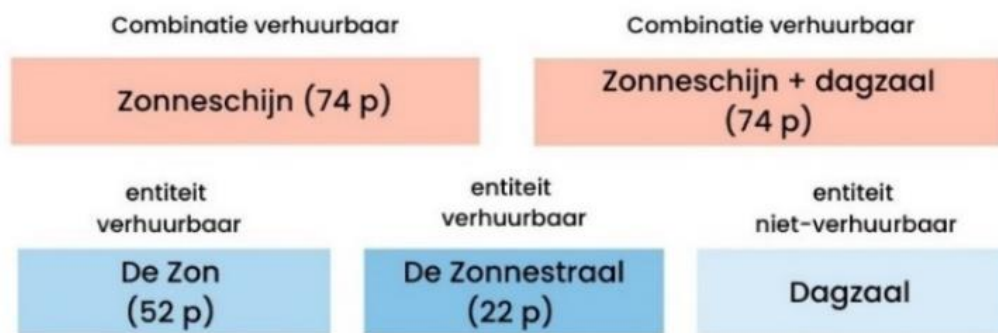 Combinatie verhuurbaar
Combinatie verhuurbaar
Zonneschijn (74 p)
Zonneschijn + dagzaal
(74 p)
entiteit
verhuurbaar
entiteit
verhuurbaar
entiteit
niet-verhuurbaar
De Zon
(52 p)
De Zonnestraal
(22 p)
Dagzaal